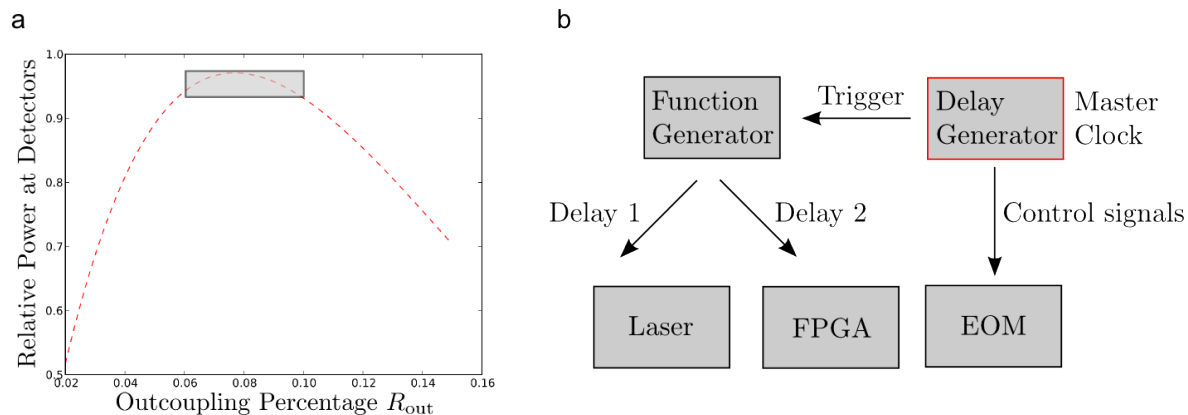 a
Relative Power at Detectors
1.0
0.9
0.8
0.7
0.6
0.5
0.02
0.04
0.06
0.08
0.10
0.12
0.14
0.16
Outcoupling Percentage R_out
b
Function
Generator
Trigger
Delay
Generator
Master
Clock
Delay 1
Delay 2
Control signals
Laser
FPGA
EOM